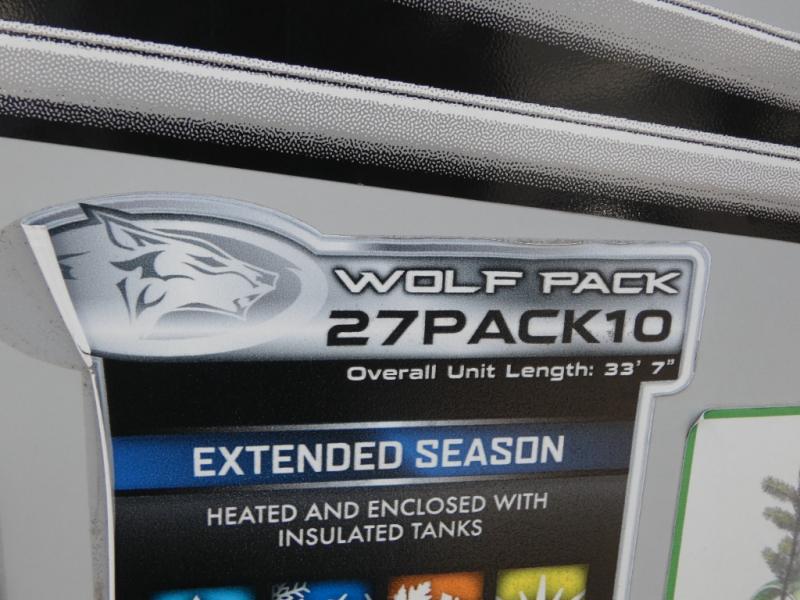 WOLF PACK
27PACK10
Overall Unit Length: 33' 7"
EXTENDED SEASON
HEATED AND ENCLOSED WITH
INSULATED TANKS